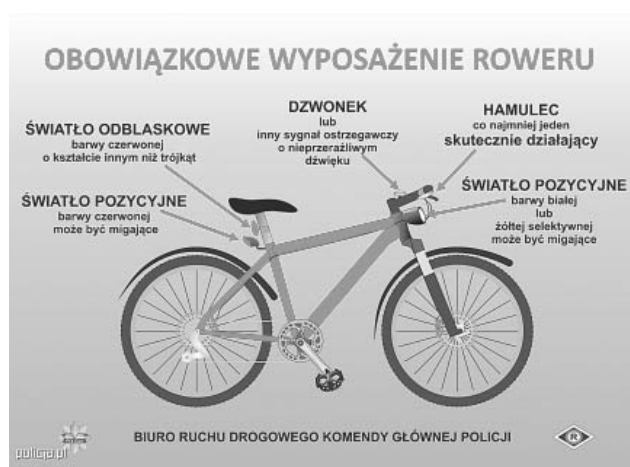 OBOWIĄZKOWE WYPOSAŻENIE ROWERU
ŚWIATŁO ODBLASKOWE
barwy czerwonej
o kształcie innym niż trójkąt
ŚWIATŁO POZYCYJNE
barwy czerwonej
może być migające
DZWONEK
lub
inny sygnał ostrzegawczy
o nieprzeraźliwym
dźwięku
HAMULEC
co najmniej jeden
skutecznie działający
ŚWIATŁO POZYCYJNE
barwy białej
lub
żółtej selektywnej
może być migające
BIURO RUCHU DROGOWEGO KOMENDY GŁÓWNEJ POLICJI
R
policja.pl